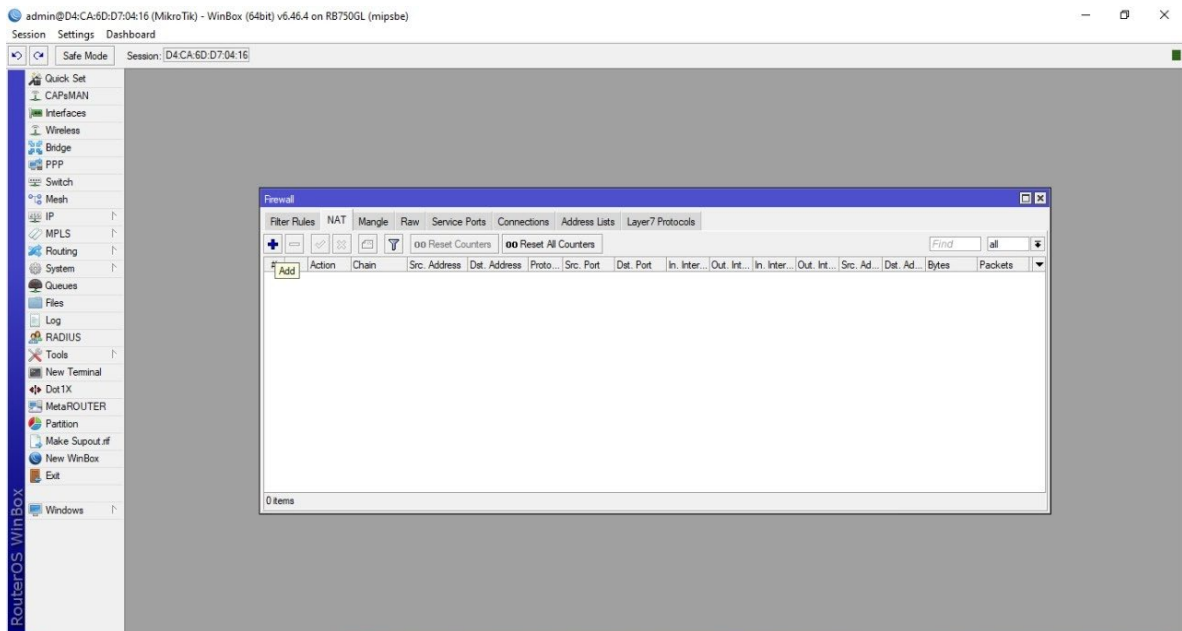 admin@D4:CA:6D:D7:04:16 (MikroTik) - WinBox (64bit) v6.46.4 on RB750GL (mipsbe)
Session Settings Dashboard
Safe Mode Session: D4:CA:6D:D7:04:16
Quick Set
CAPsMAN
Interfaces
Wireless
Bridge
PPP
Switch
Mesh
IP
MPLS
Routing
System
Queues
Files
Log
RADIUS
Tools
New Terminal
Dot1X
MetaROUTER
Partition
Make Supout.rif
New WinBox
Exit
Windows
RouterOS WinBox
Firewall
Filter Rules NAT Mangle Raw Service Ports Connections Address Lists Layer7 Protocols
00 Reset Counters 00 Reset All Counters Find all
# Action Chain Src. Address Dst. Address Proto... Src. Port Dst. Port In. Inter... Out. Int... In. Inter... Out. Int... Src. Ad... Dst. Ad... Bytes Packets
Add
0 items